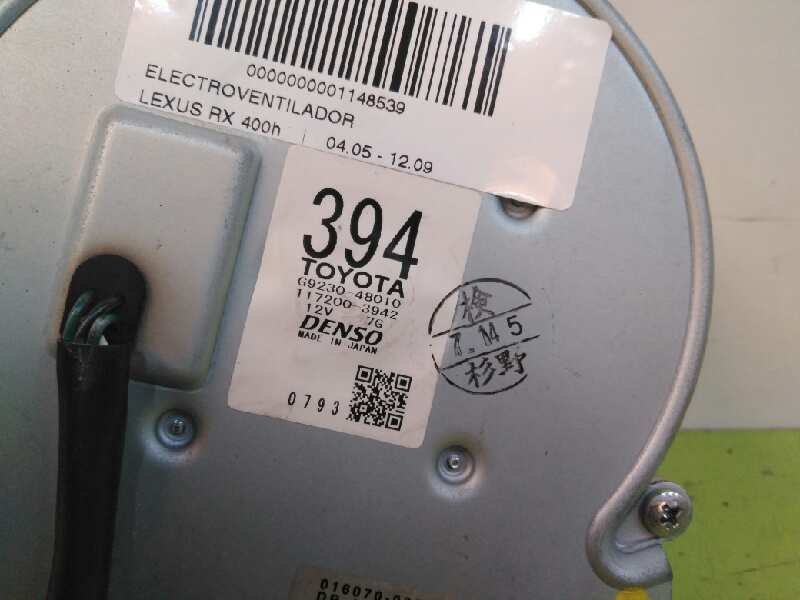 0000000001148539
ELECTROVENTILADOR
LEXUS RX 400h | 04.05 - 12.09
394
TOYOTA
G9230-48010
117200-3942
12V 7G
DENSO
MADE IN JAPAN
0793
検
7.14 5
杉野